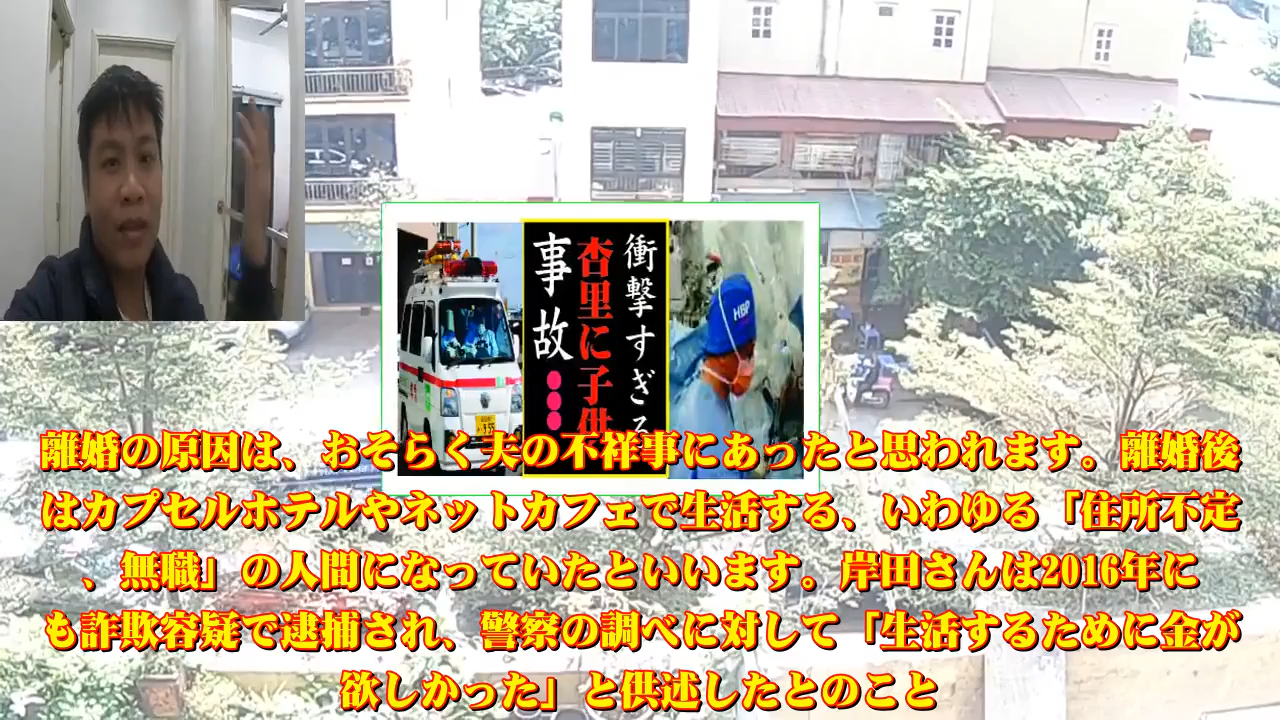 衝撃すぎる
杏里に子供
事故
HBP
離婚の原因は、おそらく夫の不祥事にあったと思われます。離婚後
はカプセルホテルやネットカフェで生活する、いわゆる「住所不定
、無職」の人間になっていたといいます。岸田さんは2016年に
も詐欺容疑で逮捕され、警察の調べに対して「生活するために金が
欲しかった」と供述したとのこと